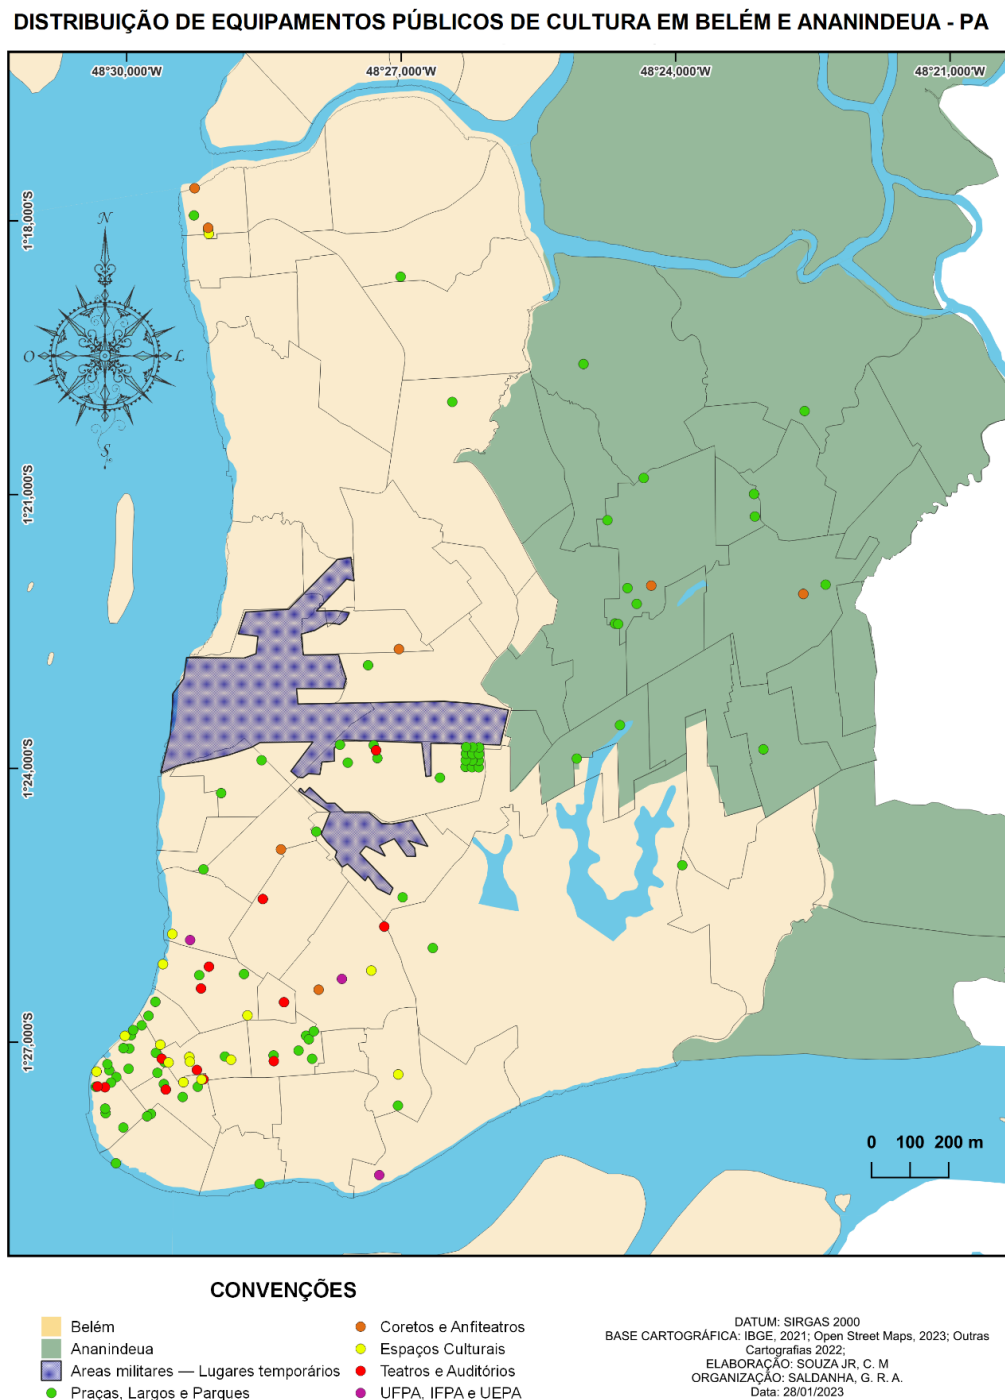 DISTRIBUIÇÃO DE EQUIPAMENTOS PÚBLICOS DE CULTURA EM BELÉM E ANANINDEUA - PA
48°30,000'W
48°27,000'W
48°24,000'W
48°21,000'W
1°18,000'S
1°21,000'S
1°24,000'S
1°27,000'S
N
O
L
S
0 100 200 m
CONVENÇÕES
Belém
Ananindeua
Areas militares — Lugares temporários
Praças, Largos e Parques
Coretos e Anfiteatros
Espaços Culturais
Teatros e Auditórios
UFPA, IFPA e UEPA
DATUM: SIRGAS 2000
BASE CARTOGRÁFICA: IBGE, 2021; Open Street Maps, 2023; Outras
Cartografias 2022;
ELABORAÇÃO: SOUZA JR, C. M
ORGANIZAÇÃO: SALDANHA, G. R. A.
Data: 28/01/2023